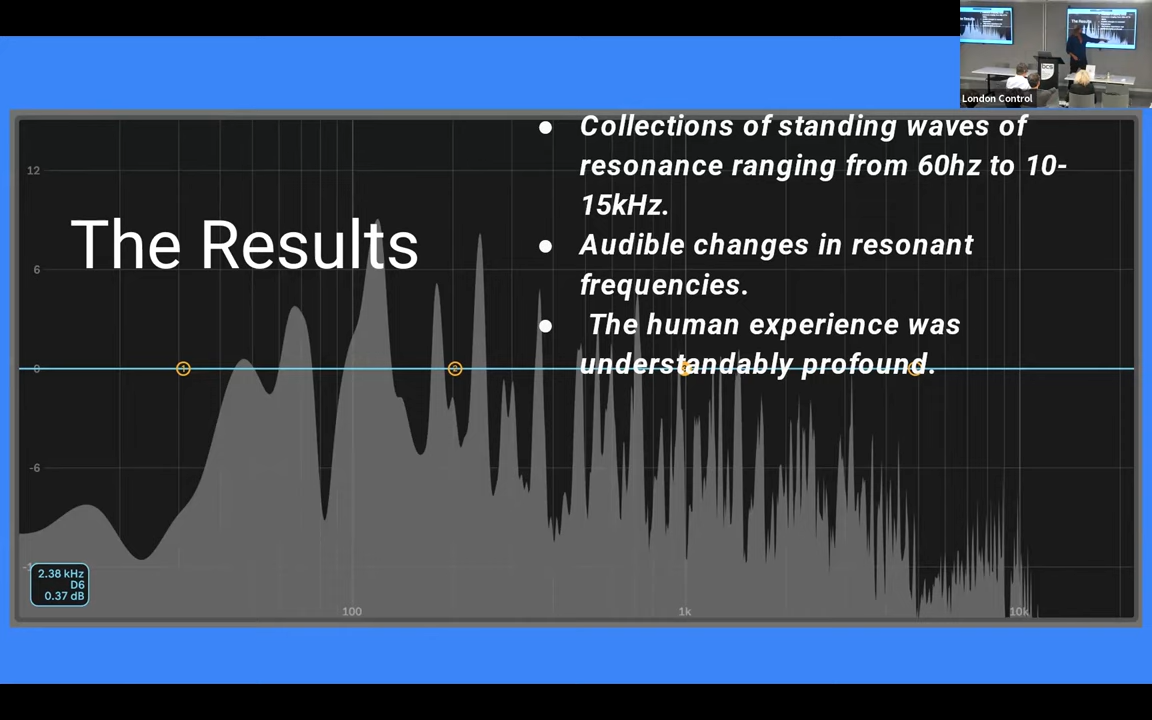 London Control
The Results
● Collections of standing waves of
resonance ranging from 60hz to 10-
15kHz.
● Audible changes in resonant
frequencies.
● The human experience was
understandably profound.
12
6
0
-6
2.38 kHz
D6
0.37 dB
100
1k
10k